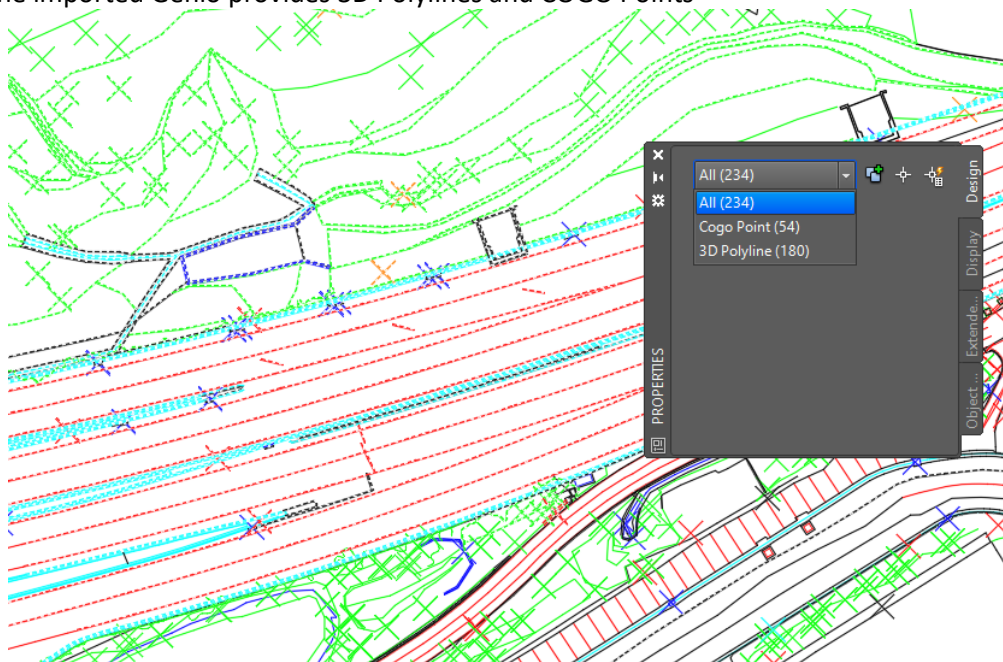 The imported Genio provides 3D Polylines and COGO Points
All (234)
All (234)
Cogo Point (54)
3D Polyline (180)
Design
Display
Extende...
Object ...
PROPERTIES